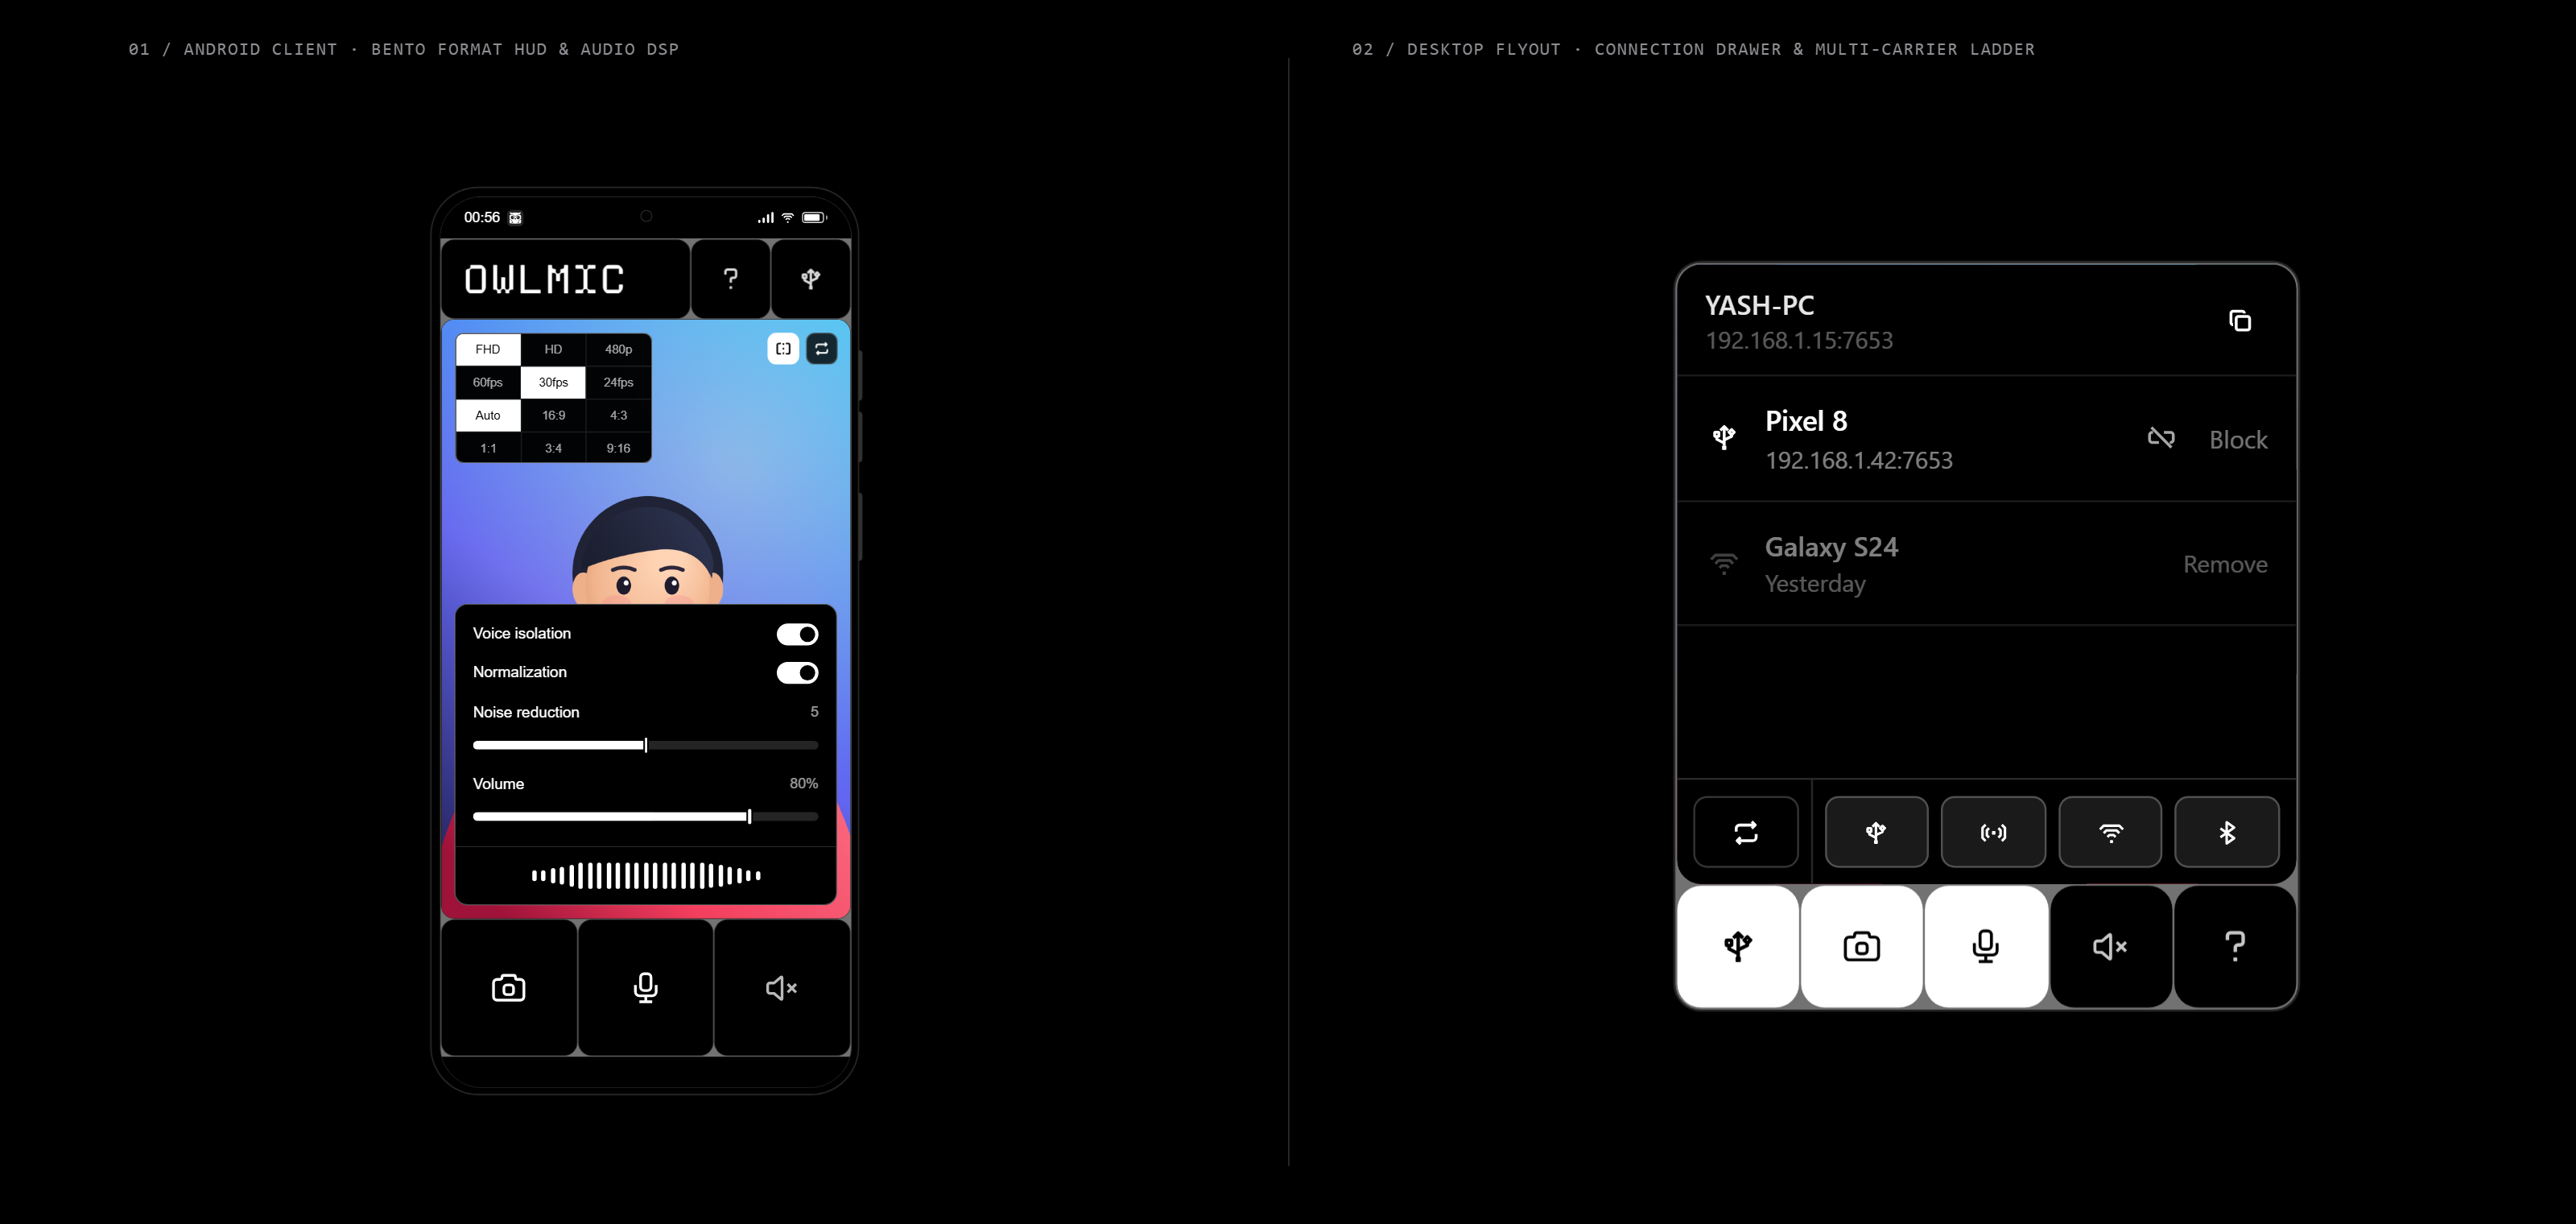 01 / ANDROID CLIENT · BENTO FORMAT HUD & AUDIO DSP
00:56
OWLMIC
?
FHD HD 480p
60fps 30fps 24fps
Auto 16:9 4:3
1:1 3:4 9:16
Voice isolation
Normalization
Noise reduction 5
Volume 80%
02 / DESKTOP FLYOUT · CONNECTION DRAWER & MULTI-CARRIER LADDER
YASH-PC
192.168.1.15:7653
Pixel 8
192.168.1.42:7653
Block
Galaxy S24
Yesterday
Remove
?